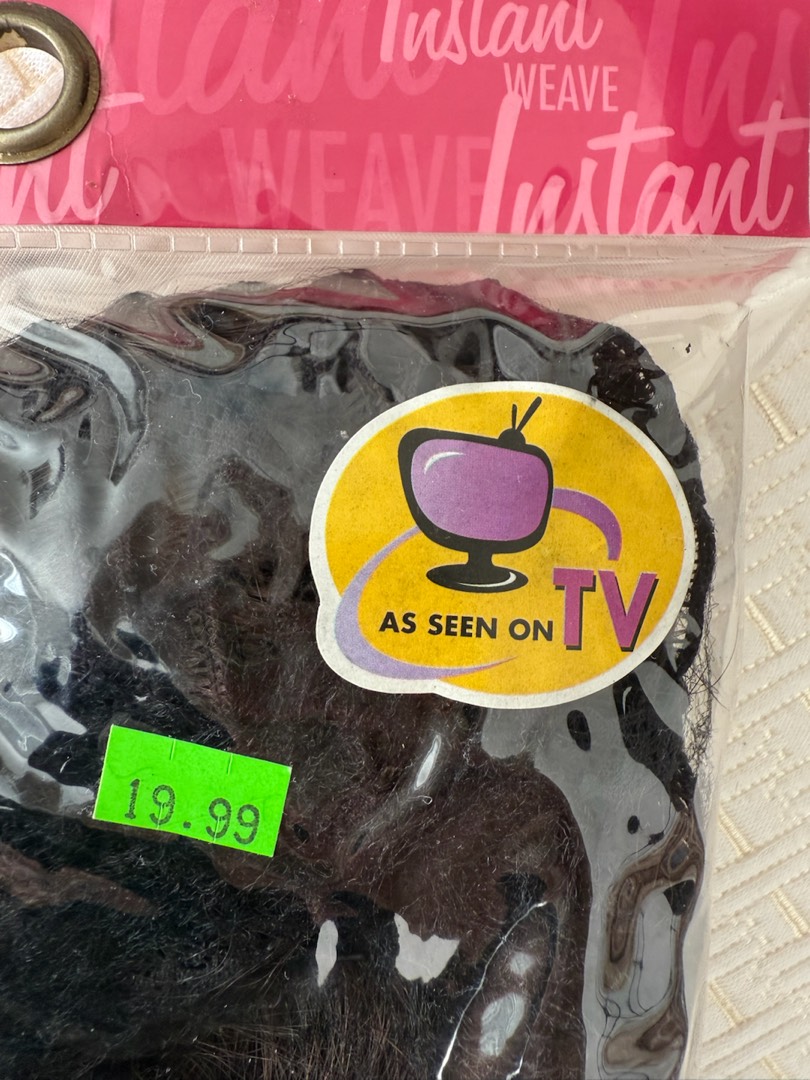 Instant
WEAVE
WEAVE
Instant
AS SEEN ON TV
19.99